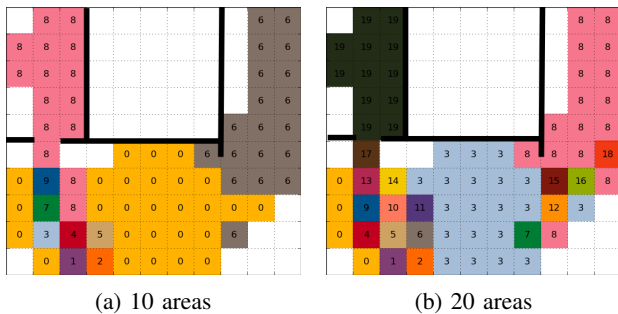 8 8 6 6
8 8 8 6 6
8 8 8 6 6
8 8 6 6
8 8 6 6 6
8 0 0 0 6 6 6 6
0 9 8 0 0 0 0 0 6 6 6
0 7 8 0 0 0 0 0 0 0
0 3 4 5 0 0 0 0 6
0 1 2 0 0 0 0
(a) 10 areas
19 19 8 8
19 19 19 8 8
19 19 19 8 8
19 19 8 8
19 19 8 8 8
17 3 3 3 8 8 8 18
0 13 14 3 3 3 3 3 15 16 8
0 9 10 11 3 3 3 3 12 3
0 4 5 6 3 3 3 7 8
0 1 2 3 3 3 3
(b) 20 areas